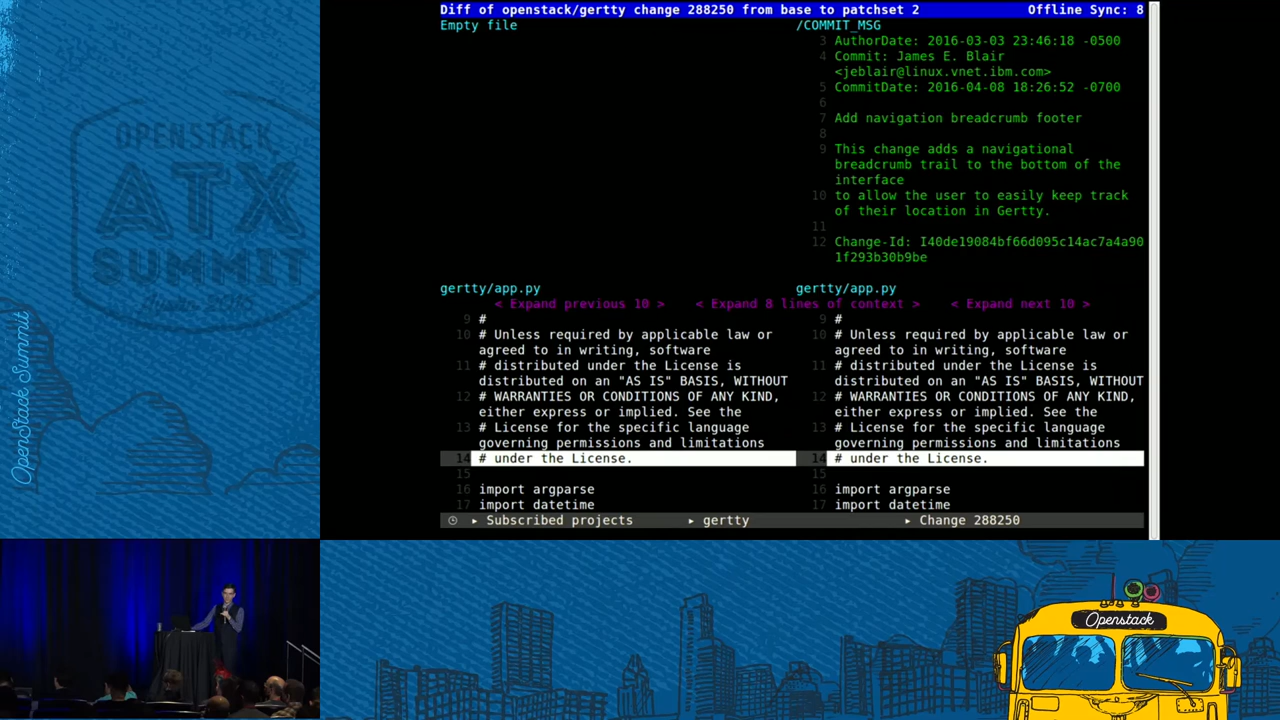 Diff of openstack/gertty change 288250 from base to patchset 2 Offline Sync: 8
Empty file /COMMIT_MSG
3 AuthorDate: 2016-03-03 23:46:18 -0500
4 Commit: James E. Blair
<jeblair@linux.vnet.ibm.com>
5 CommitDate: 2016-04-08 18:26:52 -0700
6
7 Add navigation breadcrumb footer
8
9 This change adds a navigational
breadcrumb trail to the bottom of the
interface
10 to allow the user to easily keep track
of their location in Gertty.
11
12 Change-Id: I40de19084bf66d095c14ac7a4a90
1f293b30b9be
gertty/app.py gertty/app.py
< Expand previous 10 > < Expand 8 lines of context > < Expand next 10 >
9 # 9 #
10 # Unless required by applicable law or 10 # Unless required by applicable law or
agreed to in writing, software agreed to in writing, software
11 # distributed under the License is 11 # distributed under the License is
distributed on an "AS IS" BASIS, WITHOUT distributed on an "AS IS" BASIS, WITHOUT
12 # WARRANTIES OR CONDITIONS OF ANY KIND, 12 # WARRANTIES OR CONDITIONS OF ANY KIND,
either express or implied. See the either express or implied. See the
13 # License for the specific language 13 # License for the specific language
governing permissions and limitations governing permissions and limitations
14 # under the License. 14 # under the License.
15 15
16 import argparse 16 import argparse
17 import datetime 17 import datetime
▸ Subscribed projects ▸ gertty ▸ Change 288250
OPENSTACK
ATX
SUMMIT
OpenStack Summit
Openstack